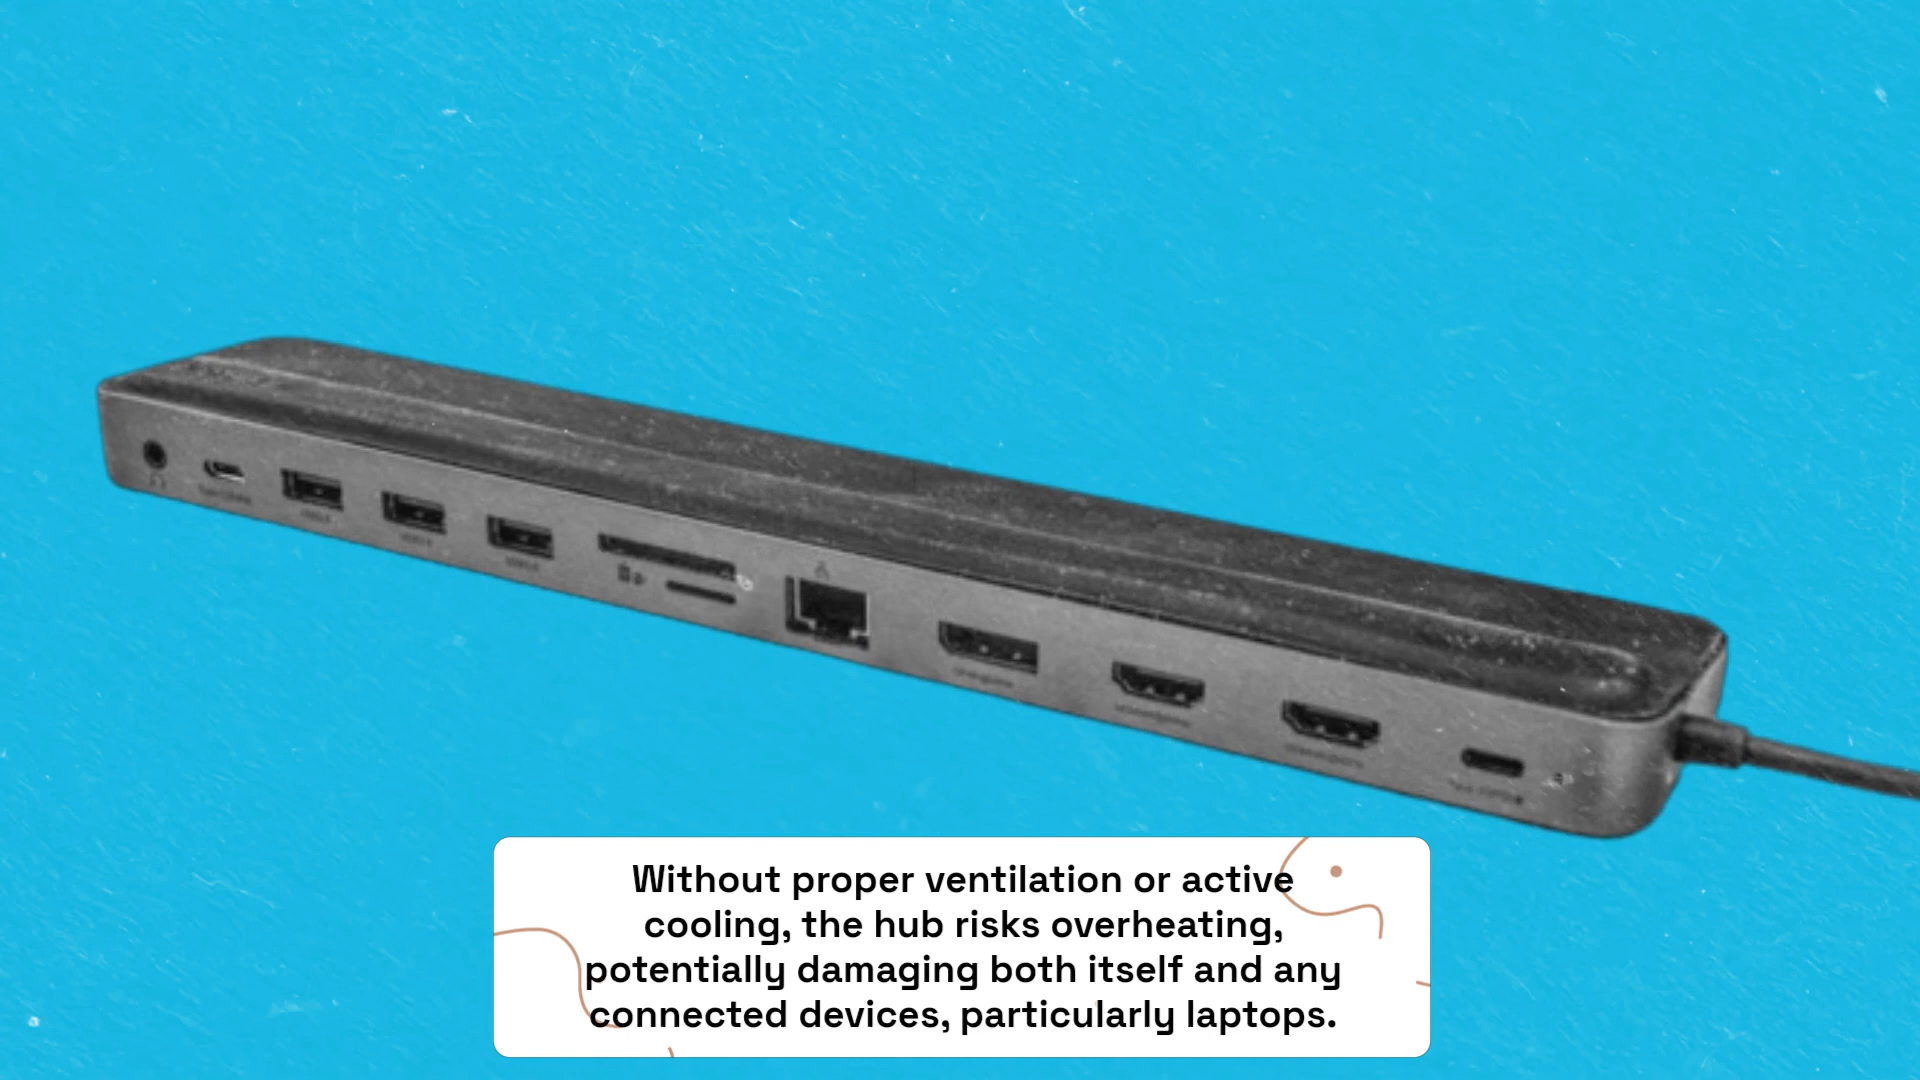 Without proper ventilation or active
cooling, the hub risks overheating,
potentially damaging both itself and any
connected devices, particularly laptops.